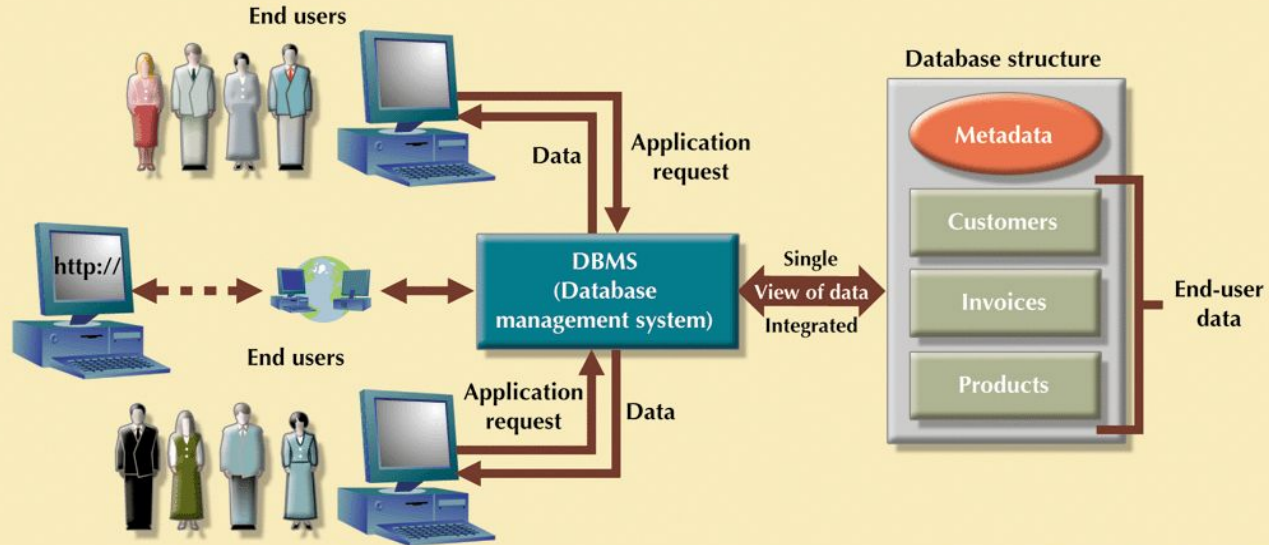 End users
Database structure
Metadata
Data
Application
request
Customers
http://
DBMS
(Database
management system)
Single
View of data
Integrated
Invoices
End-user
data
End users
Products
Application
request
Data